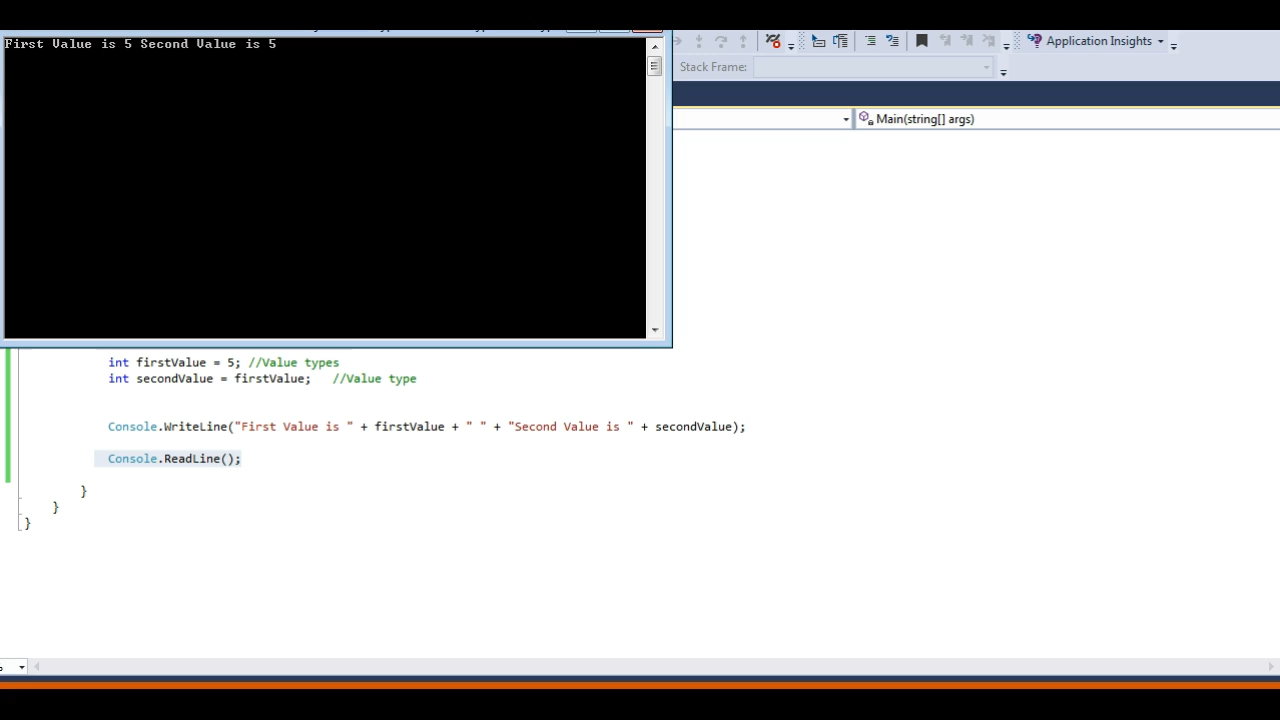 First Value is 5 Second Value is 5
Application Insights
Stack Frame:
Main(string[] args)
int firstValue = 5; //Value types
int secondValue = firstValue;   //Value type
Console.WriteLine("First Value is " + firstValue + " " + "Second Value is " + secondValue);
Console.ReadLine();
}
}
}